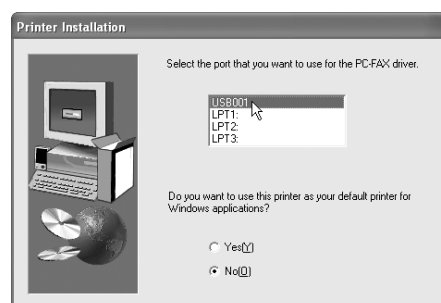 Printer Installation
Select the port that you want to use for the PC-FAX driver.
USB001
LPT1:
LPT2:
LPT3:
Do you want to use this printer as your default printer for
Windows applications?
Yes(Y)
No(O)